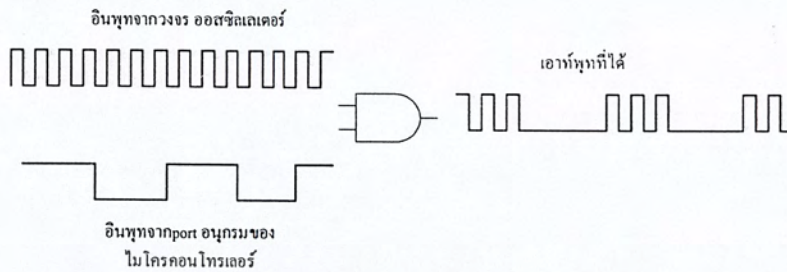 อินพุทจากวงจร ออสซิลเลเตอร์
เอาท์พุทที่ได้
อินพุทจากport อนุกรมของ
ไมโครคอนโทรเลอร์